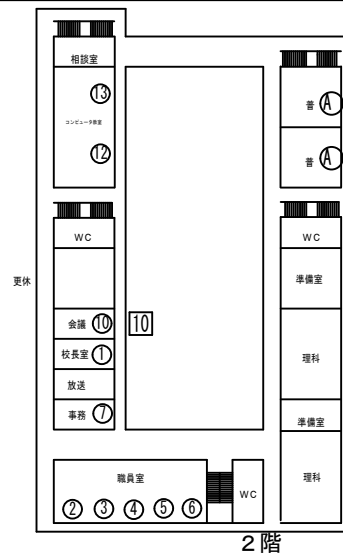 相談室
⑬
コンピュータ教室
⑫
普 Ⓐ
普 Ⓐ
WC
WC
更休
準備室
会議 ⑩
10
校長室 ①
理科
放送
事務 ⑦
準備室
職員室
理科
② ③ ④ ⑤ ⑥
WC
2階